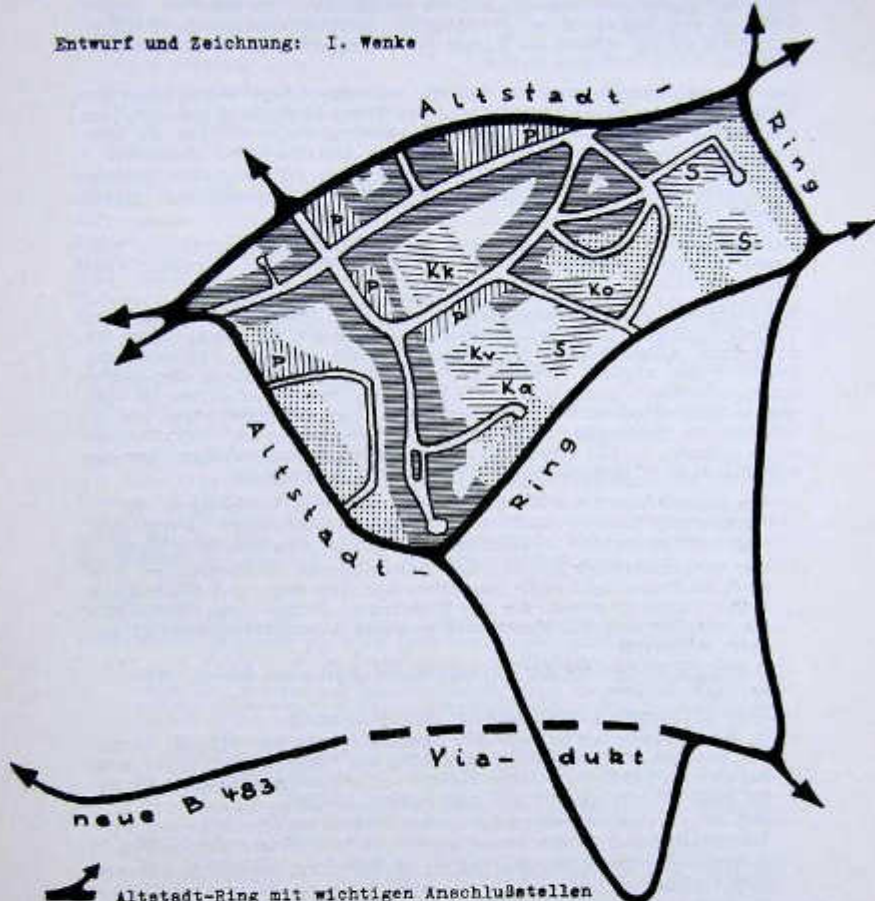 Entwurf und Zeichnung: I. Wenke
Altstadt-
Ring
P
S
P
S
Kk
P
Ko
P
P
Kv
S
Ka
Altstadt-
Ring
Via- dukt
neue B 483
Altstadt-Ring mit wichtigen Anschlußstellen